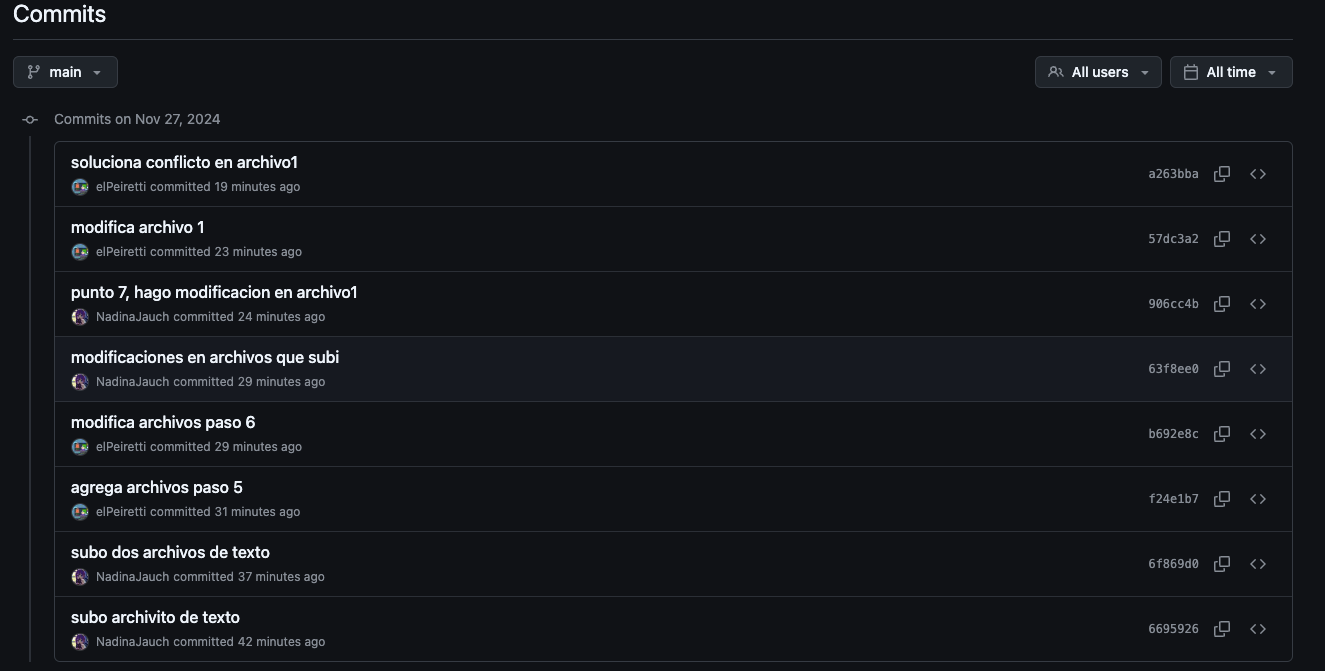 Commits
main
All users
All time
Commits on Nov 27, 2024
soluciona conflicto en archivo1
elPeiretti committed 19 minutes ago
a263bba
modifica archivo 1
elPeiretti committed 23 minutes ago
57dc3a2
punto 7, hago modificacion en archivo1
NadinaJauch committed 24 minutes ago
906cc4b
modificaciones en archivos que subi
NadinaJauch committed 29 minutes ago
63f8ee0
modifica archivos paso 6
elPeiretti committed 29 minutes ago
b692e8c
agrega archivos paso 5
elPeiretti committed 31 minutes ago
f24e1b7
subo dos archivos de texto
NadinaJauch committed 37 minutes ago
6f869d0
subo archivito de texto
NadinaJauch committed 42 minutes ago
6695926